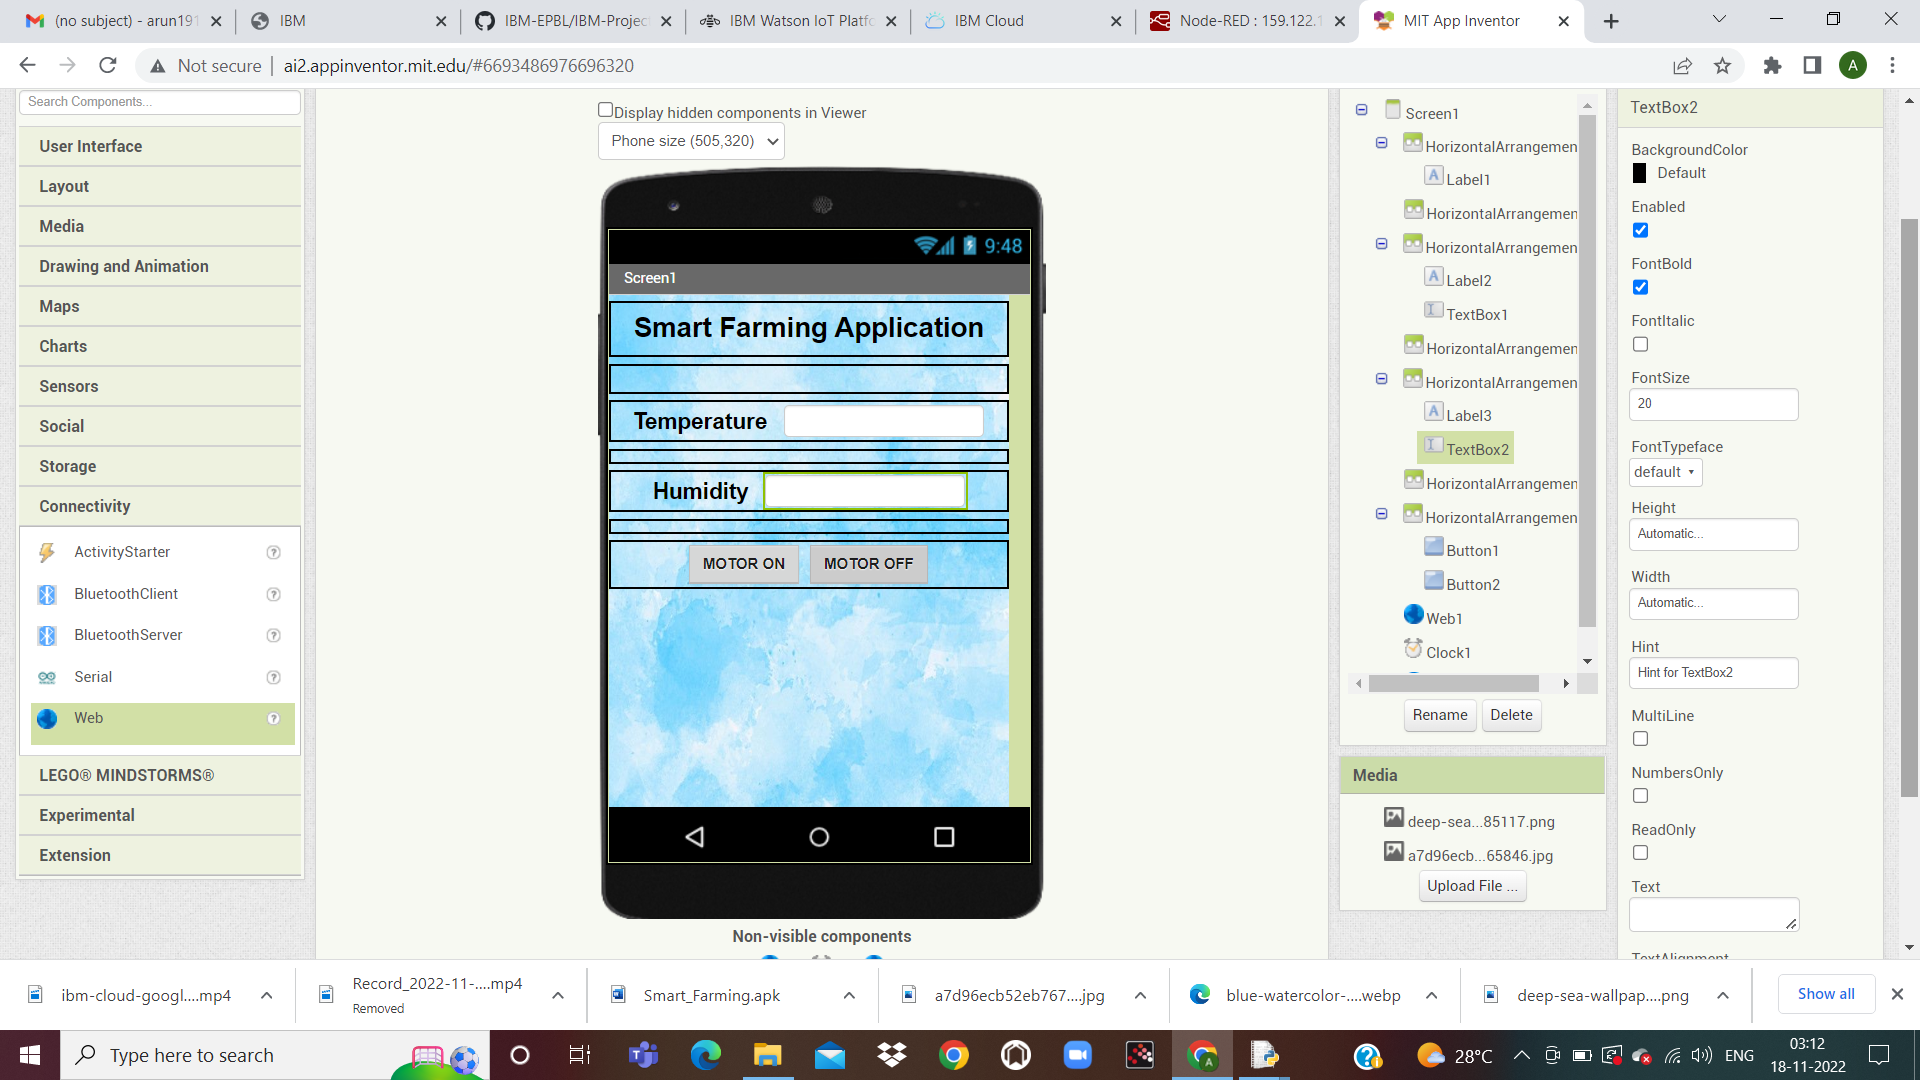 (no subject) - arun191
IBM
IBM-EPBL/IBM-Projec
IBM Watson IoT Platfo
IBM Cloud
Node-RED : 159.122.1
MIT App Inventor
Not secure
ai2.appinventor.mit.edu/#6693486976696320
A
Search Components...
User Interface
Layout
Media
Drawing and Animation
Maps
Charts
Sensors
Social
Storage
Connectivity
ActivityStarter
BluetoothClient
BluetoothServer
Serial
Web
LEGO® MINDSTORMS®
Experimental
Extension
Display hidden components in Viewer
Phone size (505,320)
9:48
Screen1
Smart Farming Application
Temperature
Humidity
MOTOR ON
MOTOR OFF
Non-visible components
Screen1
HorizontalArrangemen
Label1
HorizontalArrangemen
HorizontalArrangemen
Label2
TextBox1
HorizontalArrangemen
HorizontalArrangemen
Label3
TextBox2
HorizontalArrangemen
HorizontalArrangemen
Button1
Button2
Web1
Clock1
Rename
Delete
Media
deep-sea...85117.png
a7d96ecb...65846.jpg
Upload File ...
TextBox2
BackgroundColor
Default
Enabled
FontBold
FontItalic
FontSize
20
FontTypeface
default
Height
Automatic...
Width
Automatic...
Hint
Hint for TextBox2
MultiLine
NumbersOnly
ReadOnly
Text
TextAlignment
ibm-cloud-googl....mp4
Record_2022-11-....mp4
Removed
Smart_Farming.apk
a7d96ecb52eb767....jpg
blue-watercolor-....webp
deep-sea-wallpap....png
Show all
Type here to search
28°C
ENG
03:12
18-11-2022